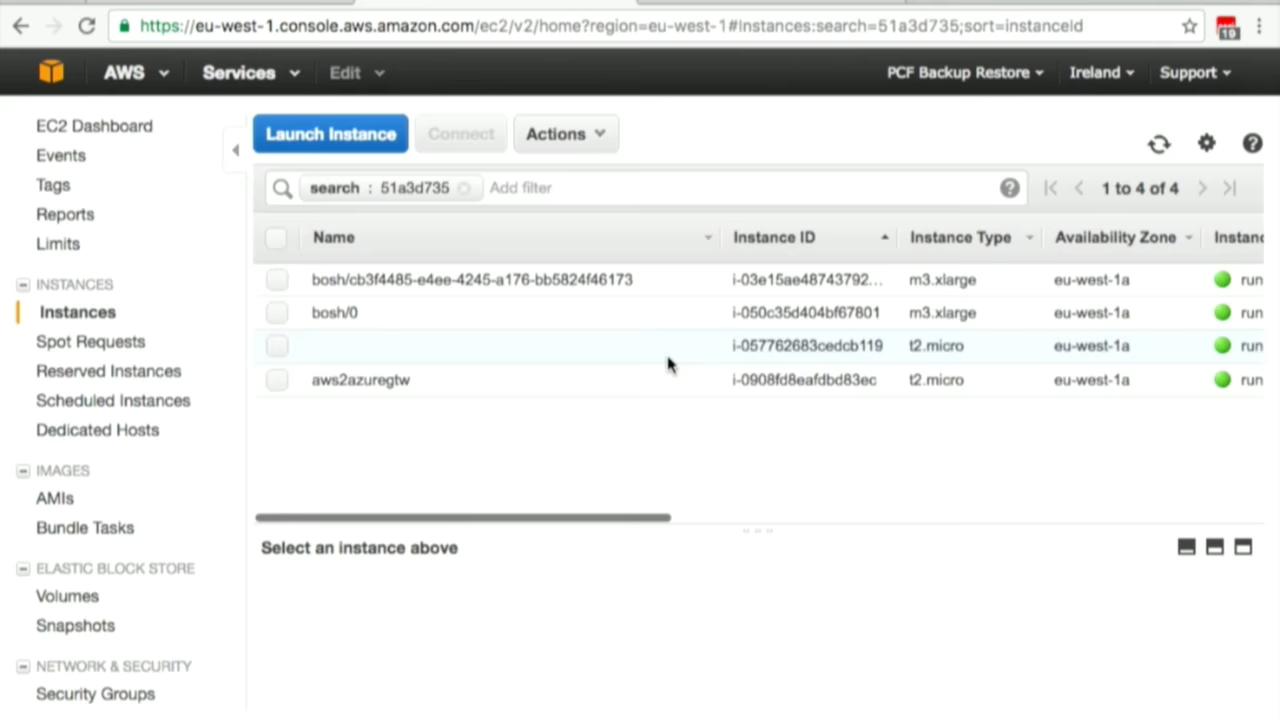 https://eu-west-1.console.aws.amazon.com/ec2/v2/home?region=eu-west-1#Instances:search=51a3d735;sort=instanceId
19
AWS Services Edit PCF Backup Restore Ireland Support
EC2 Dashboard
Events
Tags
Reports
Limits
INSTANCES
Instances
Spot Requests
Reserved Instances
Scheduled Instances
Dedicated Hosts
IMAGES
AMIs
Bundle Tasks
ELASTIC BLOCK STORE
Volumes
Snapshots
NETWORK & SECURITY
Security Groups
Launch Instance Connect Actions
search : 51a3d735 Add filter 1 to 4 of 4
Name Instance ID Instance Type Availability Zone Instanc
bosh/cb3f4485-e4ee-4245-a176-bb5824f46173 i-03e15ae48743792... m3.xlarge eu-west-1a run
bosh/0 i-050c35d404bf67801 m3.xlarge eu-west-1a run
i-057762683cedcb119 t2.micro eu-west-1a run
aws2azuregtw i-0908fd8eafdbd83ec t2.micro eu-west-1a run
Select an instance above